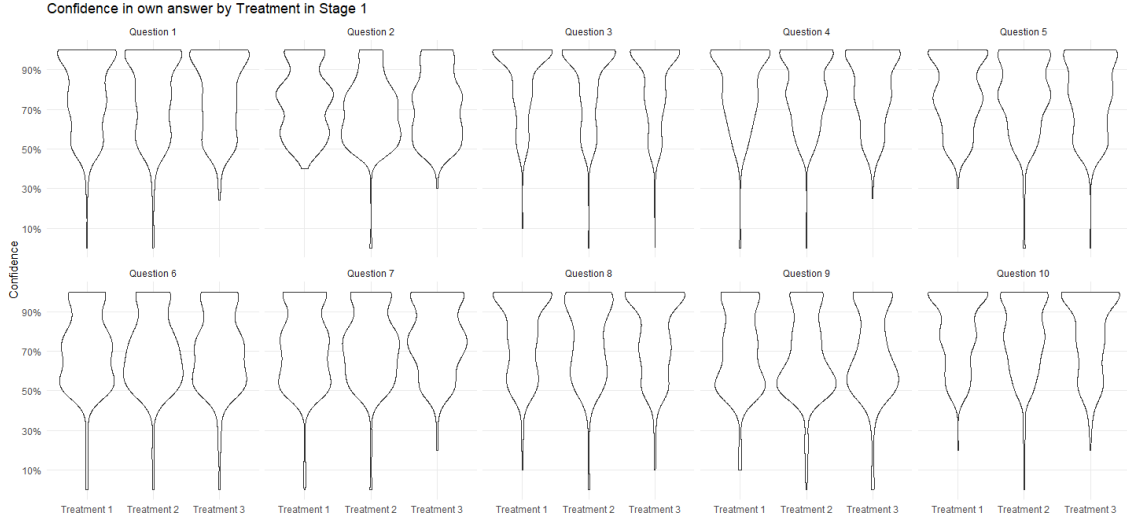 Confidence in own answer by Treatment in Stage 1
Question 1 Question 2 Question 3 Question 4 Question 5
90%
70%
50%
30%
10%
Confidence
Question 6 Question 7 Question 8 Question 9 Question 10
90%
70%
50%
30%
10%
Treatment 1 Treatment 2 Treatment 3 Treatment 1 Treatment 2 Treatment 3 Treatment 1 Treatment 2 Treatment 3 Treatment 1 Treatment 2 Treatment 3 Treatment 1 Treatment 2 Treatment 3